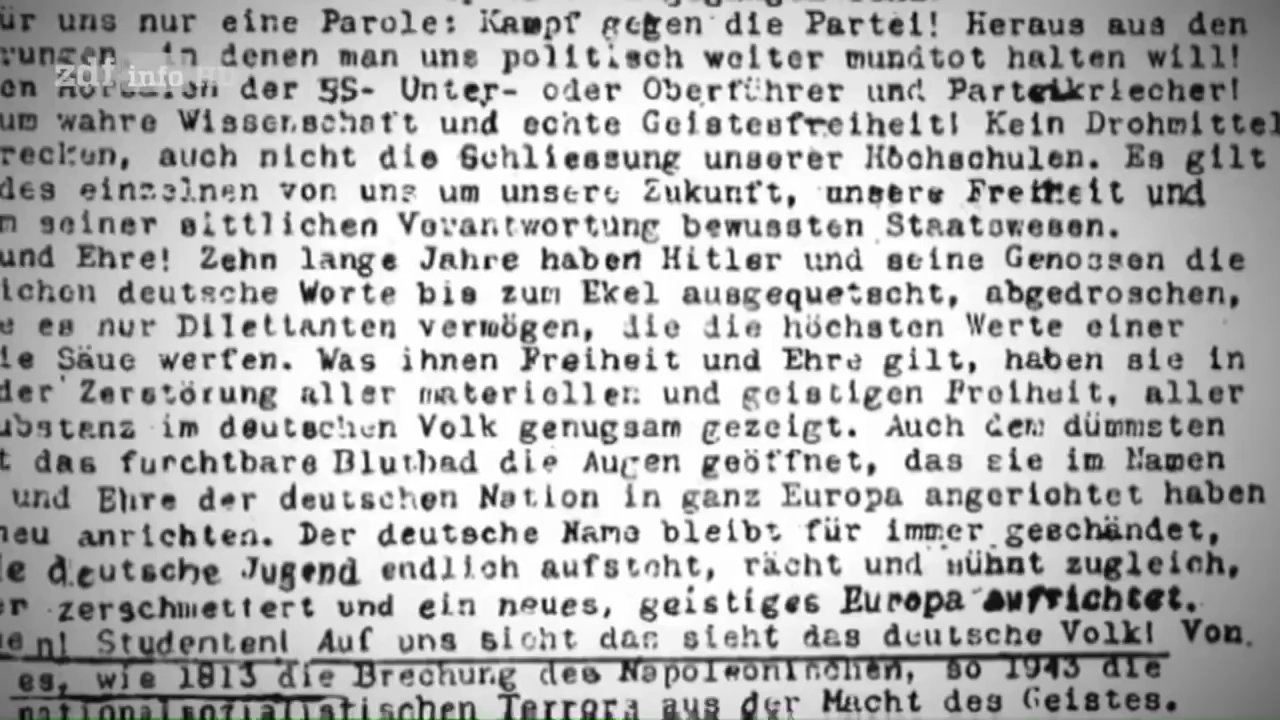 ür uns nur eine Parole: Kampf gegen die Partei! Heraus aus den
rungen, in denen man uns politisch weiter mundtot halten will!
zdf info HD
en Hörsälen der SS- Unter- oder Oberführer und Parteikriecher!
um wahre Wissenschaft und echte Geistesfreiheit! Kein Drohmittel
recken, auch nicht die Schliessung unserer Hochschulen. Es gilt
des einzelnen von uns um unsere Zukunft, unsere Freiheit und
n seiner sittlichen Verantwortung bewussten Staatswesen.
und Ehre! Zehn lange Jahre haben Hitler und seine Genossen die
ichen deutsche Worte bis zum Ekel ausgequetscht, abgedroschen,
e es nur Dilettanten vermögen, die die höchsten Werte einer
ie Säue werfen. Was ihnen Freiheit und Ehre gilt, haben sie in
der Zerstörung aller materiellen und geistigen Freiheit, aller
ubstanz im deutschen Volk genugsam gezeigt. Auch dem dümmsten
t das furchtbare Blutbad die Augen geöffnet, das sie im Namen
und Ehre der deutschen Nation in ganz Europa angerichtet haben
neu anrichten. Der deutsche Name bleibt für immer geschändet,
ie deutsche Jugend endlich aufsteht, rächt und sühnt zugleich,
er zerschmettert und ein neues, geistiges Europa aufrichtet.
en! Studenten! Auf uns sieht das sieht das deutsche Volk! Von
es, wie 1813 die Brechung des Napoleonischen, so 1943 die
nationalsozialistischen Terrors aus der Macht des Geistes.